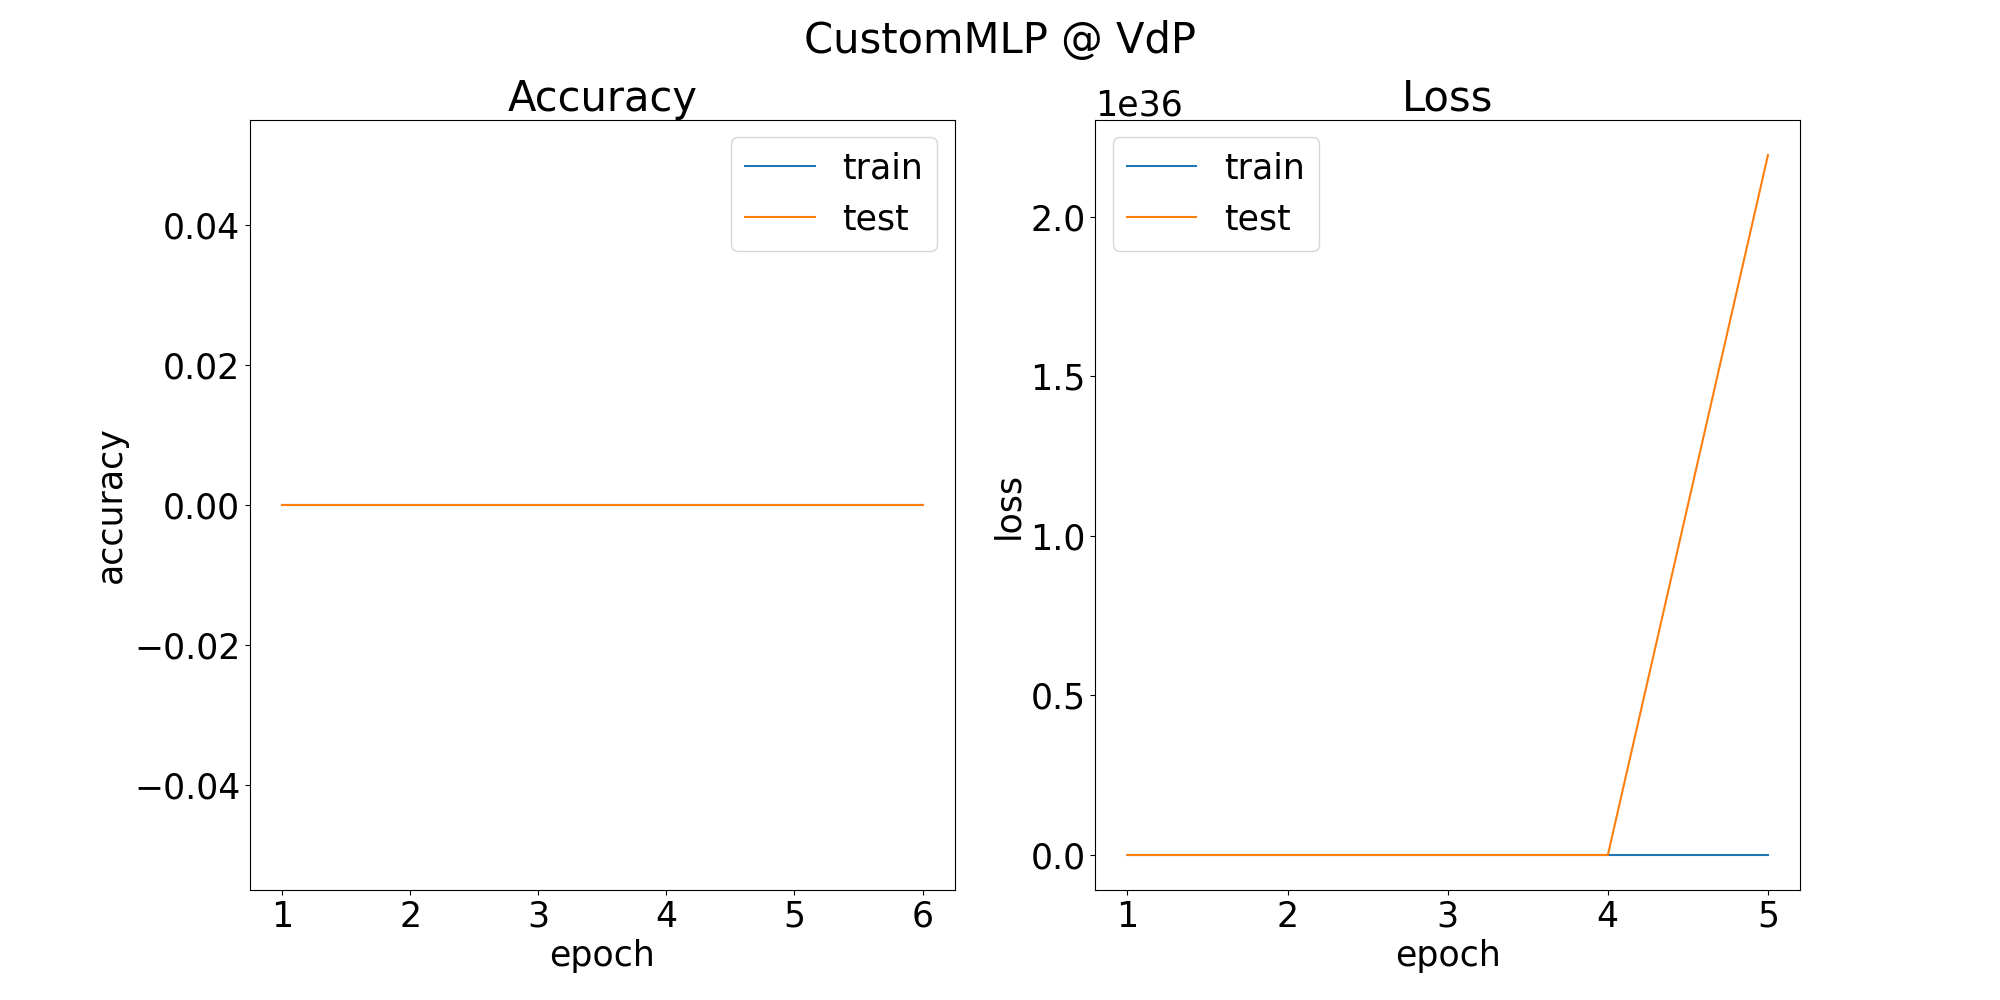 CustomMLP @ VdP
Accuracy
train
test
0.04
0.02
0.00
−0.02
−0.04
accuracy
1 2 3 4 5 6
epoch
Loss
1e36
train
test
2.0
1.5
1.0
0.5
0.0
loss
1 2 3 4 5
epoch